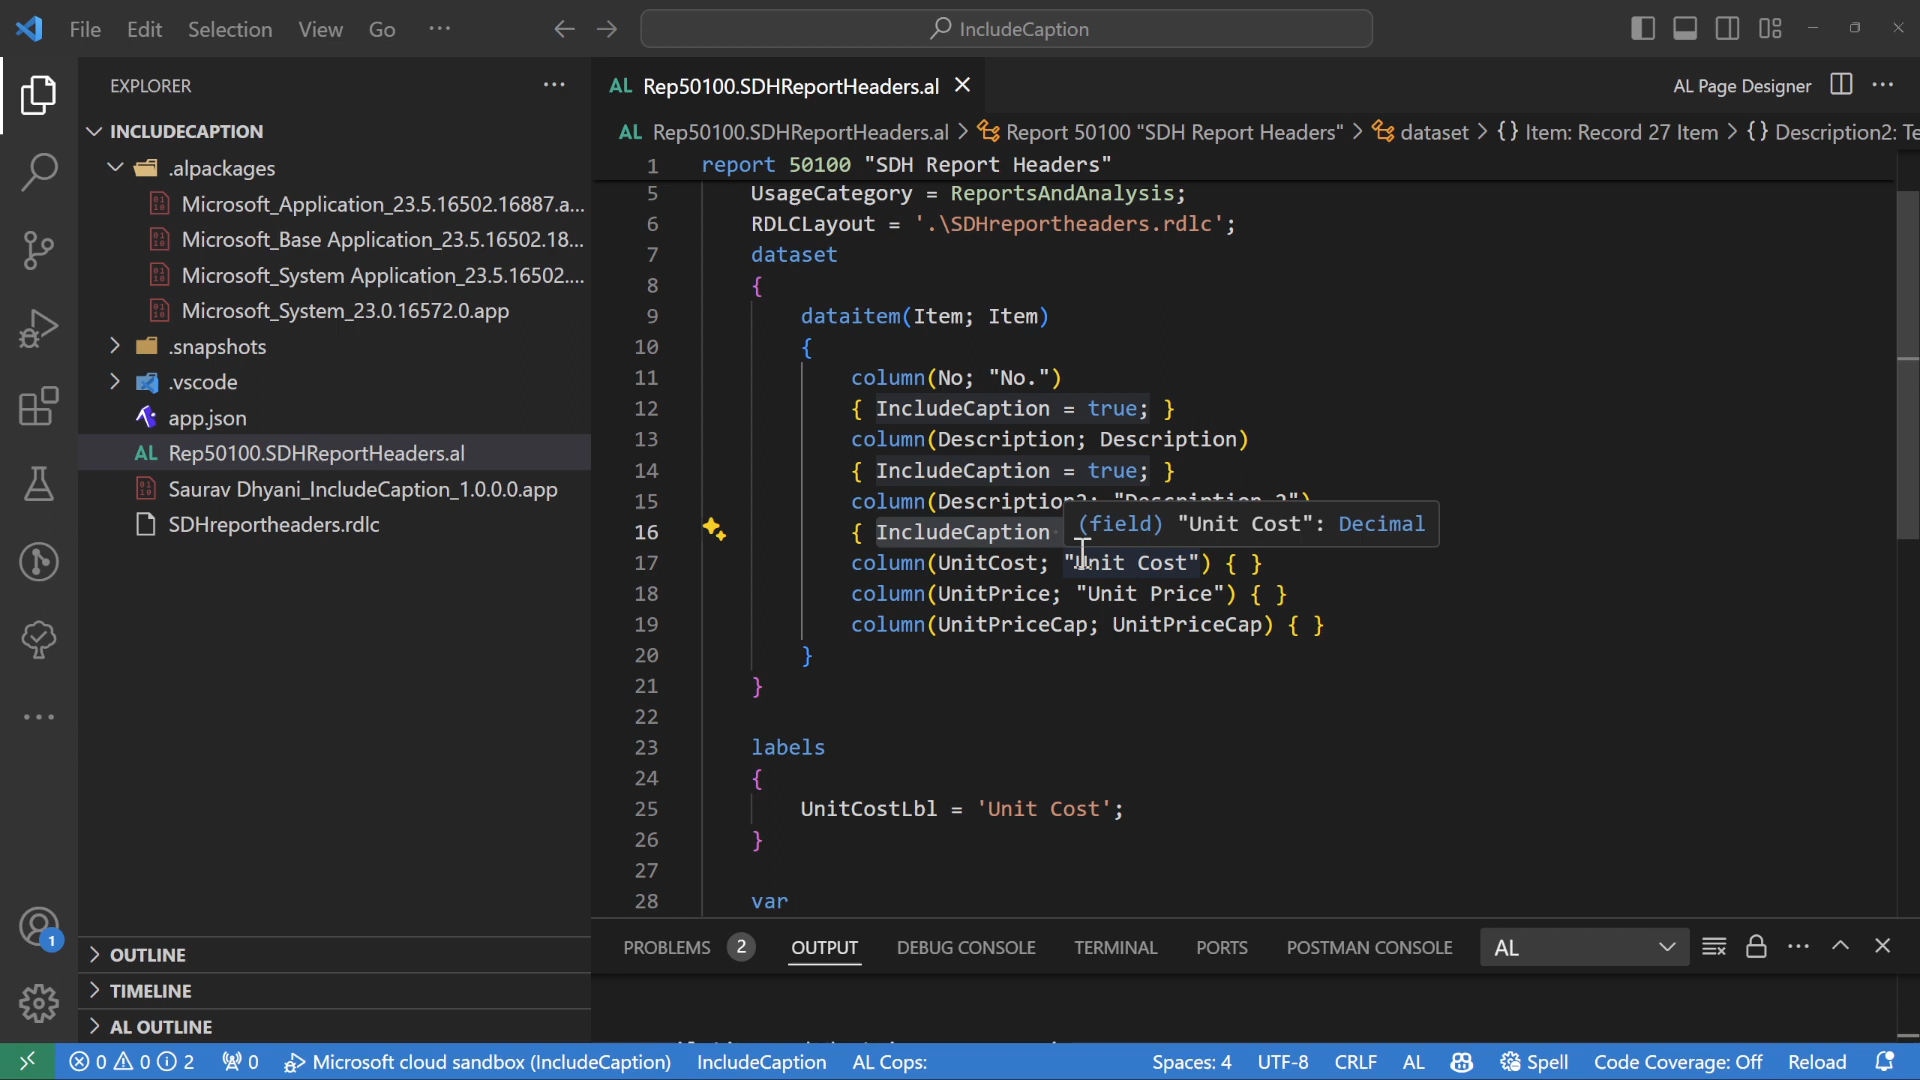 File Edit Selection View Go ··· IncludeCaption
EXPLORER ···
INCLUDECAPTION
.alpackages
Microsoft_Application_23.5.16502.16887.a...
Microsoft_Base Application_23.5.16502.18...
Microsoft_System Application_23.5.16502....
Microsoft_System_23.0.16572.0.app
.snapshots
.vscode
app.json
AL Rep50100.SDHReportHeaders.al
Saurav Dhyani_IncludeCaption_1.0.0.0.app
SDHreportheaders.rdlc
OUTLINE
TIMELINE
AL OUTLINE
AL Rep50100.SDHReportHeaders.al AL Page Designer
AL Rep50100.SDHReportHeaders.al > Report 50100 "SDH Report Headers" > dataset > {} Item: Record 27 Item > {} Description2: Te
1 report 50100 "SDH Report Headers"
5 UsageCategory = ReportsAndAnalysis;
6 RDLCLayout = '.\SDHreportheaders.rdlc';
7 dataset
8 {
9 dataitem(Item; Item)
10 {
11 column(No; "No.")
12 { IncludeCaption = true; }
13 column(Description; Description)
14 { IncludeCaption = true; }
15 column(Description2; "Description 2")
(field) "Unit Cost": Decimal
16 { IncludeCaption
17 column(UnitCost; "Unit Cost") { }
18 column(UnitPrice; "Unit Price") { }
19 column(UnitPriceCap; UnitPriceCap) { }
20 }
21 }
22
23 labels
24 {
25 UnitCostLbl = 'Unit Cost';
26 }
27
28 var
PROBLEMS 2 OUTPUT DEBUG CONSOLE TERMINAL PORTS POSTMAN CONSOLE AL
1
0 0 2 0 Microsoft cloud sandbox (IncludeCaption) IncludeCaption AL Cops: Spaces: 4 UTF-8 CRLF AL Spell Code Coverage: Off Reload